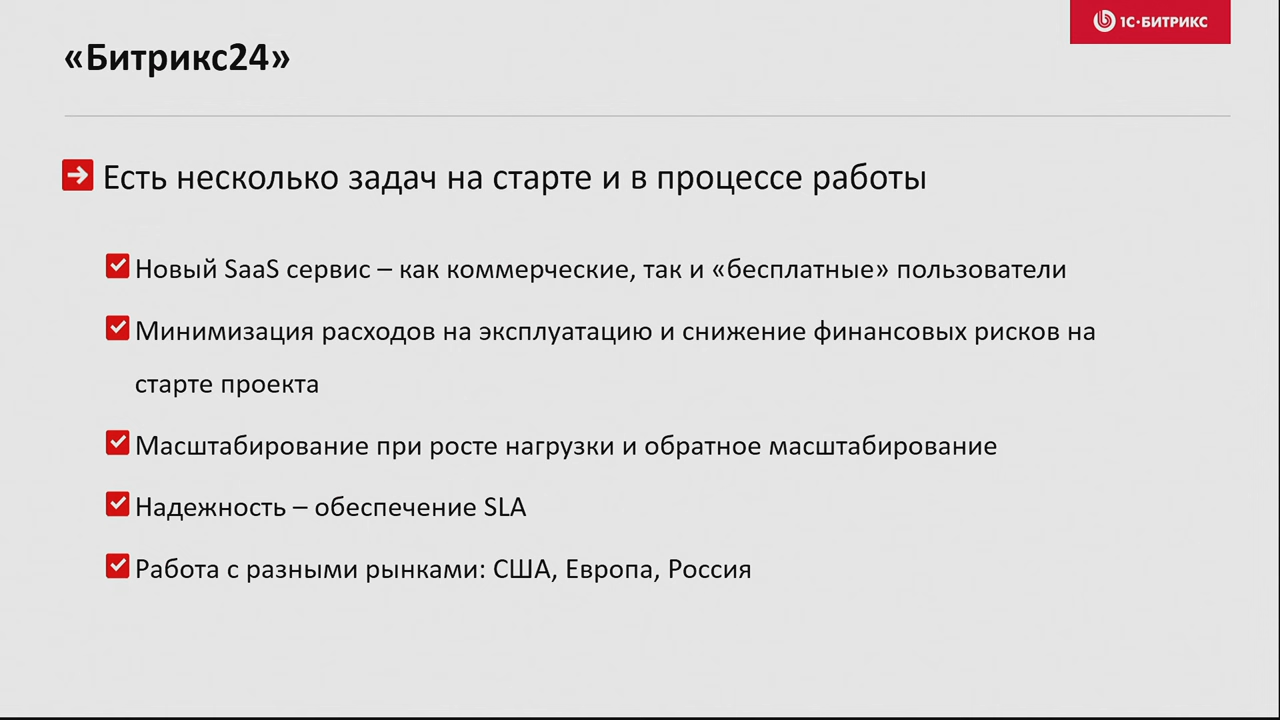 «Битрикс24»
1С·БИТРИКС
Есть несколько задач на старте и в процессе работы
Новый SaaS сервис – как коммерческие, так и «бесплатные» пользователи
Минимизация расходов на эксплуатацию и снижение финансовых рисков на
старте проекта
Масштабирование при росте нагрузки и обратное масштабирование
Надежность – обеспечение SLA
Работа с разными рынками: США, Европа, Россия